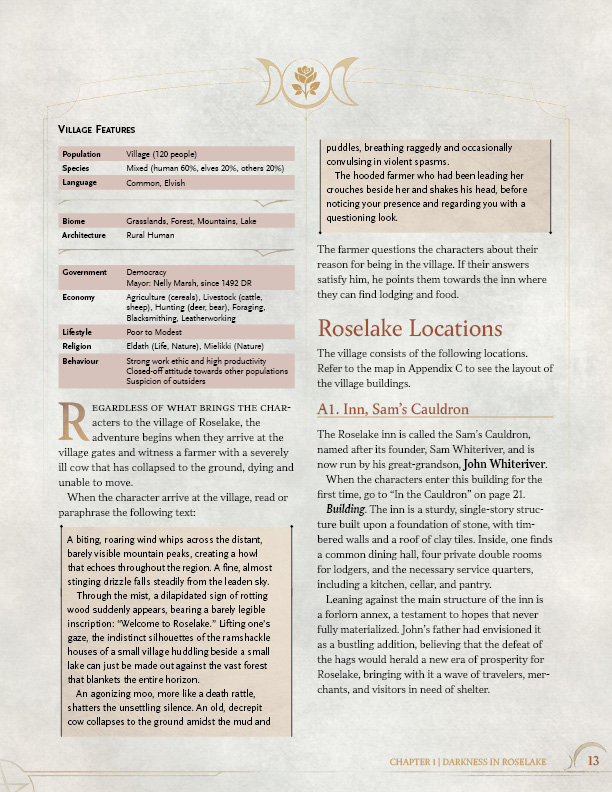 VILLAGE FEATURES
Population Village (120 people)
Species Mixed (human 60%, elves 20%, others 20%)
Language Common, Elvish
Biome Grasslands, Forest, Mountains, Lake
Architecture Rural Human
Government Democracy
Mayor: Nelly Marsh, since 1492 DR
Economy Agriculture (cereals), Livestock (cattle,
sheep), Hunting (deer, bear), Foraging,
Blacksmithing, Leatherworking
Lifestyle Poor to Modest
Religion Eldath (Life, Nature), Mielikki (Nature)
Behaviour Strong work ethic and high productivity
Closed-off attitude towards other populations
Suspicion of outsiders
REGARDLESS OF WHAT BRINGS THE CHAR-
acters to the village of Roselake, the
adventure begins when they arrive at the
village gates and witness a farmer with a severely
ill cow that has collapsed to the ground, dying and
unable to move.
When the character arrive at the village, read or
paraphrase the following text:
A biting, roaring wind whips across the distant,
barely visible mountain peaks, creating a howl
that echoes throughout the region. A fine, almost
stinging drizzle falls steadily from the leaden sky.
Through the mist, a dilapidated sign of rotting
wood suddenly appears, bearing a barely legible
inscription: “Welcome to Roselake.” Lifting one’s
gaze, the indistinct silhouettes of the ramshackle
houses of a small village huddling beside a small
lake can just be made out against the vast forest
that blankets the entire horizon.
An agonizing moo, more like a death rattle,
shatters the unsettling silence. An old, decrepit
cow collapses to the ground amidst the mud and
puddles, breathing raggedly and occasionally
convulsing in violent spasms.
The hooded farmer who had been leading her
crouches beside her and shakes his head, before
noticing your presence and regarding you with a
questioning look.
The farmer questions the characters about their
reason for being in the village. If their answers
satisfy him, he points them towards the inn where
they can find lodging and food.
Roselake Locations
The village consists of the following locations.
Refer to the map in Appendix C to see the layout of
the village buildings.
A1. Inn, Sam’s Cauldron
The Roselake inn is called the Sam’s Cauldron,
named after its founder, Sam Whiteriver, and is
now run by his great-grandson, John Whiteriver.
When the characters enter this building for the
first time, go to “In the Cauldron” on page 21.
Building. The inn is a sturdy, single-story struc-
ture built upon a foundation of stone, with tim-
bered walls and a roof of clay tiles. Inside, one finds
a common dining hall, four private double rooms
for lodgers, and the necessary service quarters,
including a kitchen, cellar, and pantry.
Leaning against the main structure of the inn is
a forlorn annex, a testament to hopes that never
fully materialized. John’s father had envisioned it
as a bustling addition, believing that the defeat of
the hags would herald a new era of prosperity for
Roselake, bringing with it a wave of travelers, mer-
chants, and visitors in need of shelter.
CHAPTER 1 | DARKNESS IN ROSELAKE 13